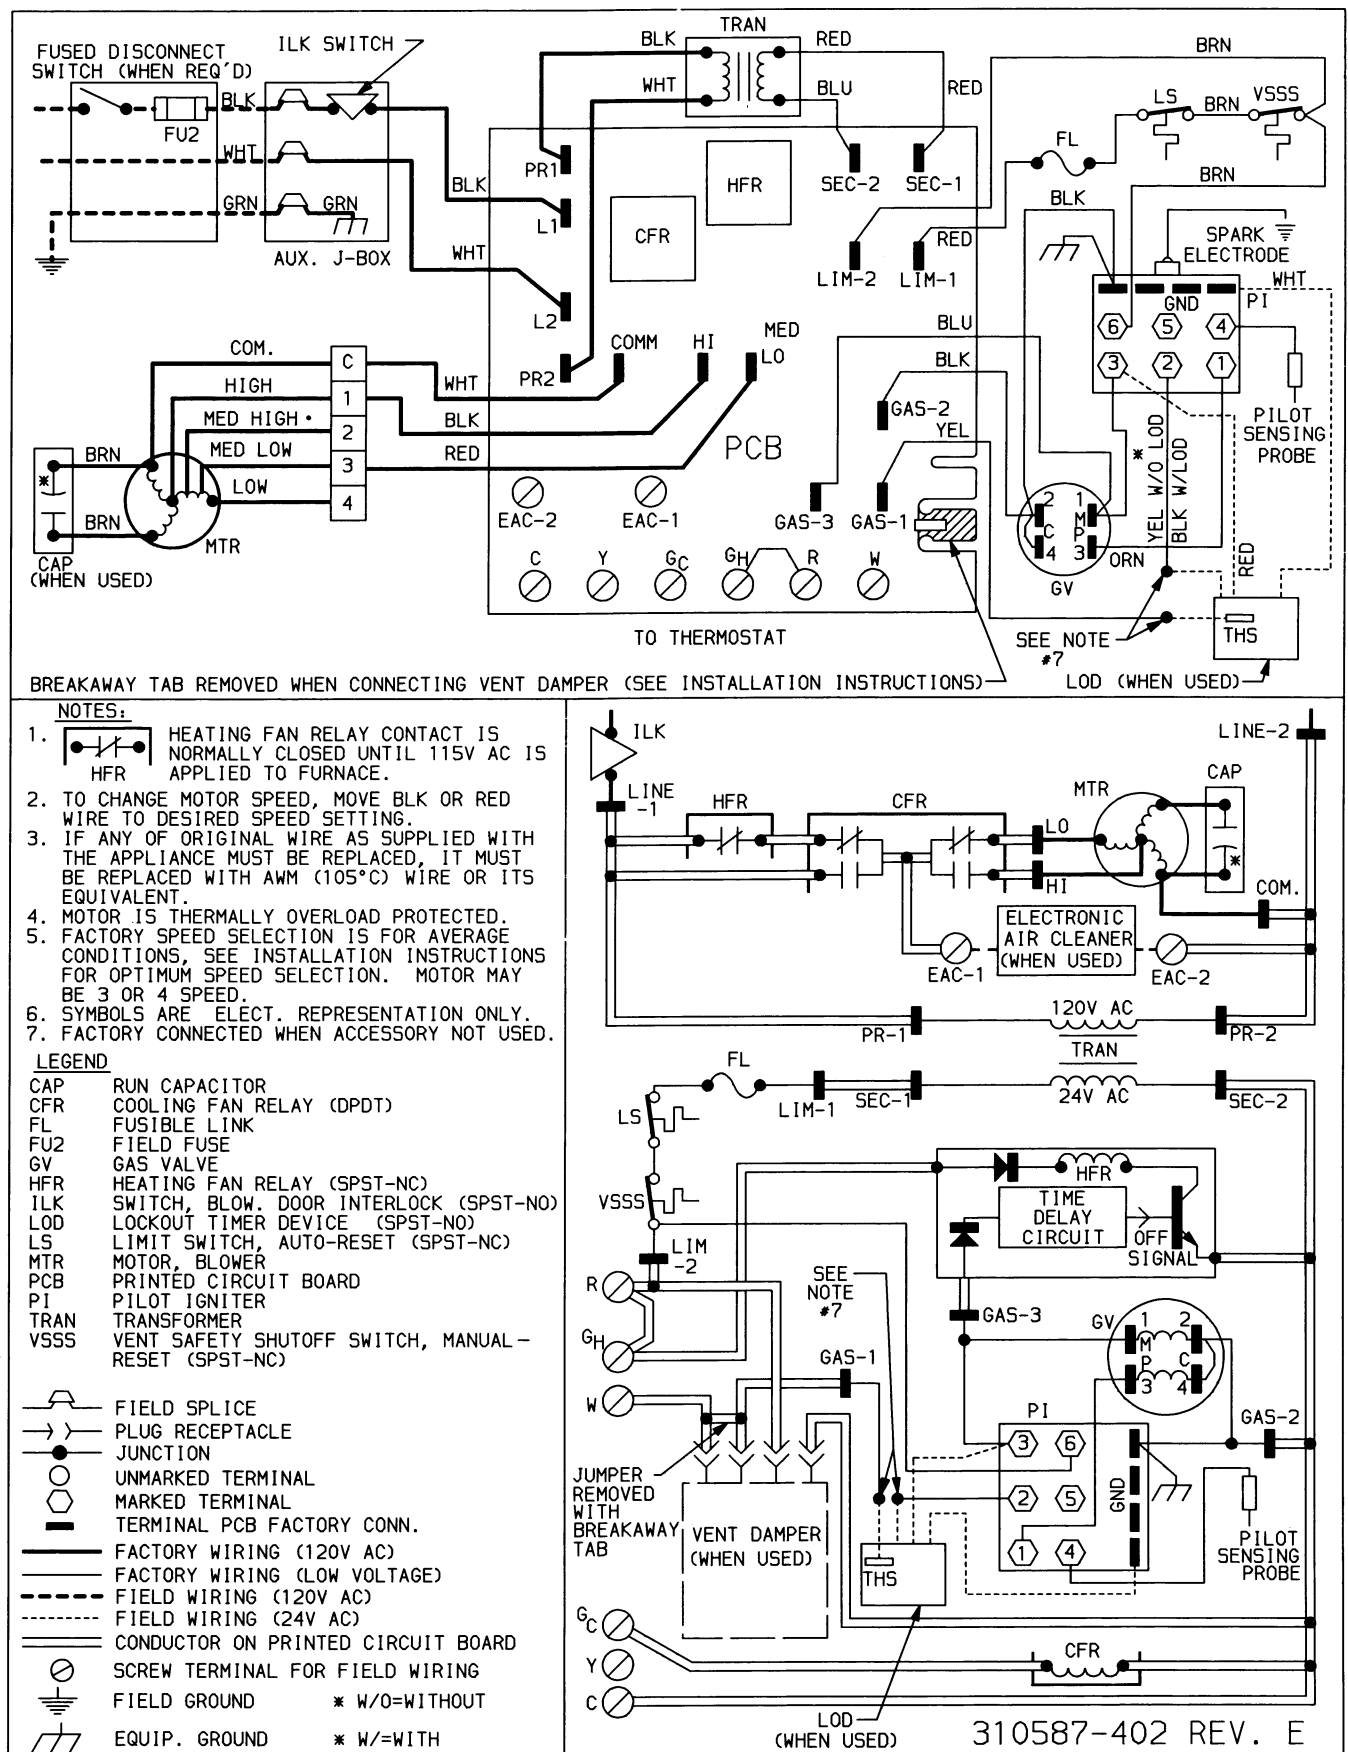 FUSED DISCONNECT
SWITCH (WHEN REQ'D)
ILK SWITCH
BLK
FU2
WHT
GRN
GRN
AUX. J-BOX
TRAN
BLK
RED
WHT
BLU
RED
BRN
LS
BRN
VSSS
FL
BRN
PR1
HFR
SEC-2
SEC-1
BLK
L1
CFR
BLK
RED
SPARK
ELECTRODE
WHT
WHT
LIM-2
LIM-1
GND
PI
L2
BLU
6
5
4
COM.
C
COMM
HI
MED
LO
3
2
1
HIGH
1
WHT
PR2
BLK
MED HIGH
2
BLK
GAS-2
PILOT
SENSING
PROBE
BRN
MED LOW
3
RED
PCB
YEL
* YEL W/O LOD
BLK W/LOD
*
LOW
4
EAC-2
EAC-1
GAS-3
GAS-1
2
1
M
C
P
4
3
ORN
RED
BRN
MTR
CAP
(WHEN USED)
C
Y
GC
GH
R
W
GV
TO THERMOSTAT
SEE NOTE
#7
THS
BREAKAWAY TAB REMOVED WHEN CONNECTING VENT DAMPER (SEE INSTALLATION INSTRUCTIONS)
LOD (WHEN USED)
NOTES:
1. HEATING FAN RELAY CONTACT IS
NORMALLY CLOSED UNTIL 115V AC IS
HFR APPLIED TO FURNACE.
2. TO CHANGE MOTOR SPEED, MOVE BLK OR RED
WIRE TO DESIRED SPEED SETTING.
3. IF ANY OF ORIGINAL WIRE AS SUPPLIED WITH
THE APPLIANCE MUST BE REPLACED, IT MUST
BE REPLACED WITH AWM (105°C) WIRE OR ITS
EQUIVALENT.
4. MOTOR IS THERMALLY OVERLOAD PROTECTED.
5. FACTORY SPEED SELECTION IS FOR AVERAGE
CONDITIONS, SEE INSTALLATION INSTRUCTIONS
FOR OPTIMUM SPEED SELECTION. MOTOR MAY
BE 3 OR 4 SPEED.
6. SYMBOLS ARE ELECT. REPRESENTATION ONLY.
7. FACTORY CONNECTED WHEN ACCESSORY NOT USED.
LEGEND
CAP RUN CAPACITOR
CFR COOLING FAN RELAY (DPDT)
FL FUSIBLE LINK
FU2 FIELD FUSE
GV GAS VALVE
HFR HEATING FAN RELAY (SPST-NC)
ILK SWITCH, BLOW. DOOR INTERLOCK (SPST-NO)
LOD LOCKOUT TIMER DEVICE (SPST-NO)
LS LIMIT SWITCH, AUTO-RESET (SPST-NC)
MTR MOTOR, BLOWER
PCB PRINTED CIRCUIT BOARD
PI PILOT IGNITER
TRAN TRANSFORMER
VSSS VENT SAFETY SHUTOFF SWITCH, MANUAL-
RESET (SPST-NC)
FIELD SPLICE
PLUG RECEPTACLE
JUNCTION
UNMARKED TERMINAL
MARKED TERMINAL
TERMINAL PCB FACTORY CONN.
FACTORY WIRING (120V AC)
FACTORY WIRING (LOW VOLTAGE)
FIELD WIRING (120V AC)
FIELD WIRING (24V AC)
CONDUCTOR ON PRINTED CIRCUIT BOARD
SCREW TERMINAL FOR FIELD WIRING
FIELD GROUND * W/O=WITHOUT
EQUIP. GROUND * W/=WITH
ILK
LINE-2
LINE
-1
HFR
CFR
MTR
CAP
LO
*
HI
COM.
ELECTRONIC
AIR CLEANER
(WHEN USED)
EAC-1
EAC-2
120V AC
PR-1
PR-2
TRAN
FL
24V AC
LIM-1
SEC-1
SEC-2
LS
HFR
VSSS
TIME
DELAY
CIRCUIT
OFF
SIGNAL
LIM
-2
R
SEE
NOTE
#7
GAS-3
GV
1
2
M
P
C
3
4
GH
GAS-1
W
PI
GAS-2
3
6
JUMPER
REMOVED
WITH
BREAKAWAY
TAB
2
5
GND
VENT DAMPER
(WHEN USED)
1
4
PILOT
SENSING
PROBE
THS
GC
CFR
Y
C
LOD
(WHEN USED)
310587-402 REV. E